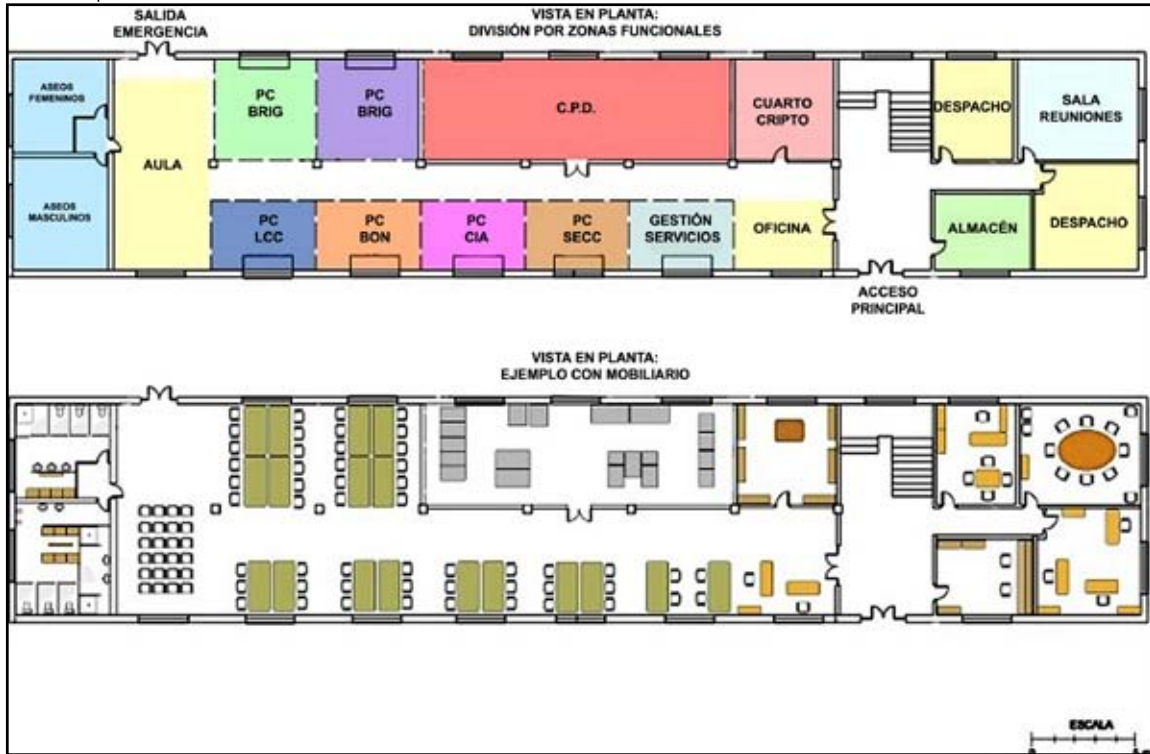 SALIDA
EMERGENCIA
VISTA EN PLANTA:
DIVISIÓN POR ZONAS FUNCIONALES
ASEOS
FEMENINOS
PC
BRIG
PC
BRIG
C.P.D.
CUARTO
CRIPTO
DESPACHO
SALA
REUNIONES
AULA
ASEOS
MASCULINOS
PC
LCC
PC
BON
PC
CIA
PC
SECC
GESTIÓN
SERVICIOS
OFICINA
ALMACÉN
DESPACHO
ACCESO
PRINCIPAL
VISTA EN PLANTA:
EJEMPLO CON MOBILIARIO
ESCALA